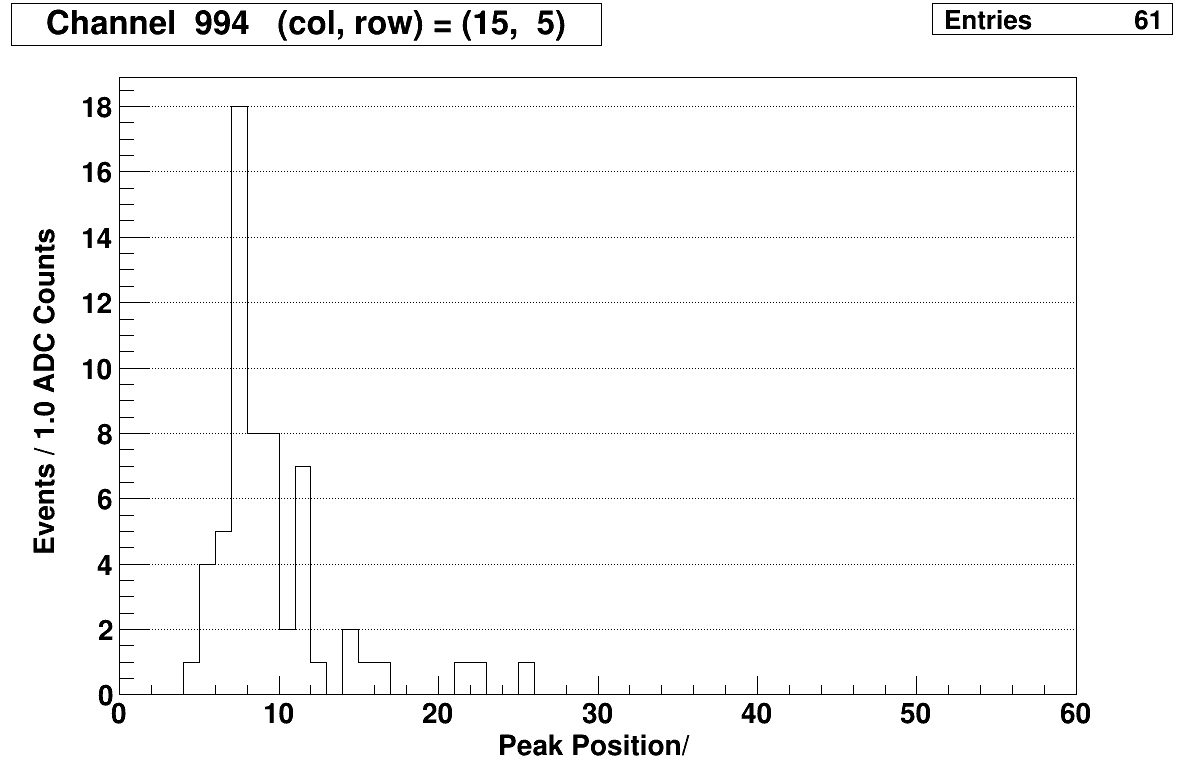 Channel 994 (col, row) = (15, 5)
Entries 61
Events / 1.0 ADC Counts
18
16
14
12
10
8
6
4
2
0
0 10 20 30 40 50 60
Peak Position/